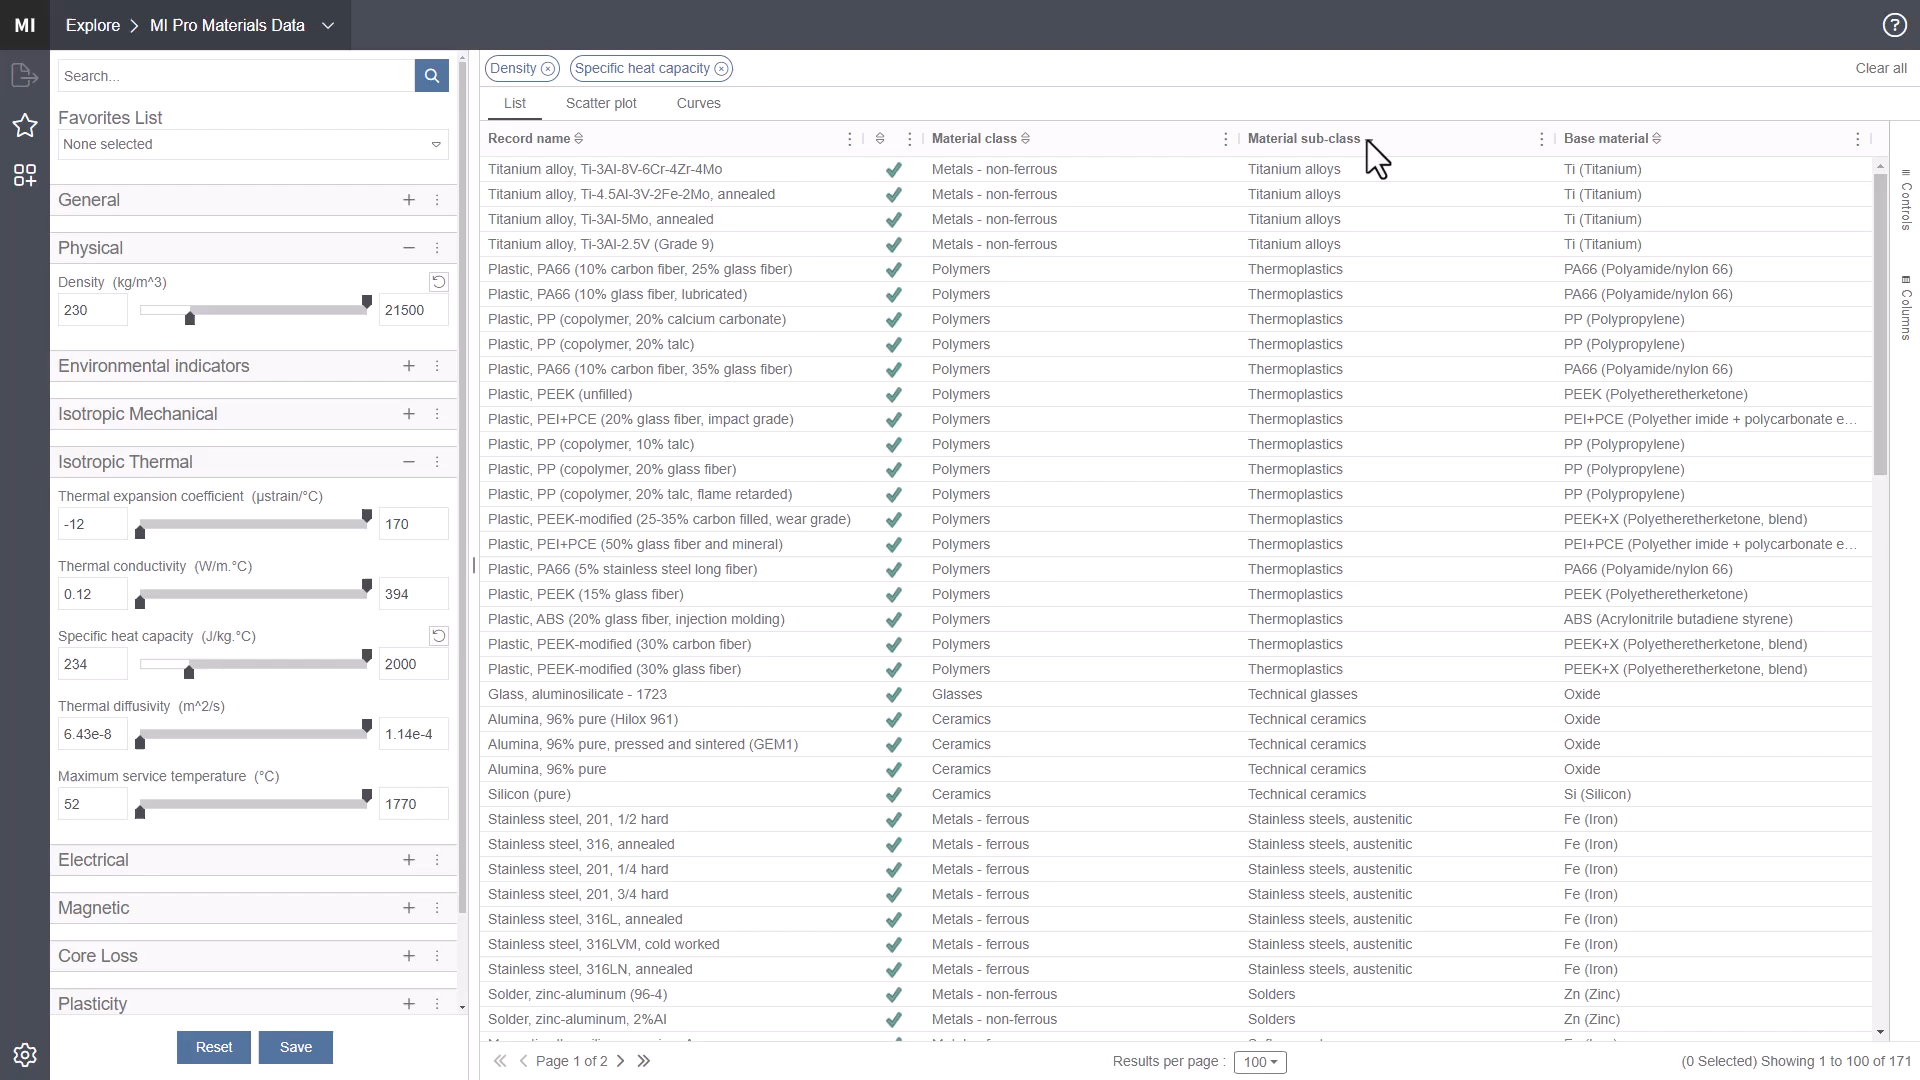 MI Explore > MI Pro Materials Data
Search...
Favorites List
None selected
General
Physical
Density (kg/m^3)
230 21500
Environmental indicators
Isotropic Mechanical
Isotropic Thermal
Thermal expansion coefficient (µstrain/°C)
-12 170
Thermal conductivity (W/m.°C)
0.12 394
Specific heat capacity (J/kg.°C)
234 2000
Thermal diffusivity (m^2/s)
6.43e-8 1.14e-4
Maximum service temperature (°C)
52 1770
Electrical
Magnetic
Core Loss
Plasticity
Reset Save
Density Specific heat capacity Clear all
List Scatter plot Curves
Record name Material class Material sub-class Base material
Titanium alloy, Ti-3Al-8V-6Cr-4Zr-4Mo Metals - non-ferrous Titanium alloys Ti (Titanium)
Titanium alloy, Ti-4.5Al-3V-2Fe-2Mo, annealed Metals - non-ferrous Titanium alloys Ti (Titanium)
Titanium alloy, Ti-3Al-5Mo, annealed Metals - non-ferrous Titanium alloys Ti (Titanium)
Titanium alloy, Ti-3Al-2.5V (Grade 9) Metals - non-ferrous Titanium alloys Ti (Titanium)
Plastic, PA66 (10% carbon fiber, 25% glass fiber) Polymers Thermoplastics PA66 (Polyamide/nylon 66)
Plastic, PA66 (10% glass fiber, lubricated) Polymers Thermoplastics PA66 (Polyamide/nylon 66)
Plastic, PP (copolymer, 20% calcium carbonate) Polymers Thermoplastics PP (Polypropylene)
Plastic, PP (copolymer, 20% talc) Polymers Thermoplastics PP (Polypropylene)
Plastic, PA66 (10% carbon fiber, 35% glass fiber) Polymers Thermoplastics PA66 (Polyamide/nylon 66)
Plastic, PEEK (unfilled) Polymers Thermoplastics PEEK (Polyetheretherketone)
Plastic, PEI+PCE (20% glass fiber, impact grade) Polymers Thermoplastics PEI+PCE (Polyether imide + polycarbonate e...
Plastic, PP (copolymer, 10% talc) Polymers Thermoplastics PP (Polypropylene)
Plastic, PP (copolymer, 20% glass fiber) Polymers Thermoplastics PP (Polypropylene)
Plastic, PP (copolymer, 20% talc, flame retarded) Polymers Thermoplastics PP (Polypropylene)
Plastic, PEEK-modified (25-35% carbon filled, wear grade) Polymers Thermoplastics PEEK+X (Polyetheretherketone, blend)
Plastic, PEI+PCE (50% glass fiber and mineral) Polymers Thermoplastics PEI+PCE (Polyether imide + polycarbonate e...
Plastic, PA66 (5% stainless steel long fiber) Polymers Thermoplastics PA66 (Polyamide/nylon 66)
Plastic, PEEK (15% glass fiber) Polymers Thermoplastics PEEK (Polyetheretherketone)
Plastic, ABS (20% glass fiber, injection molding) Polymers Thermoplastics ABS (Acrylonitrile butadiene styrene)
Plastic, PEEK-modified (30% carbon fiber) Polymers Thermoplastics PEEK+X (Polyetheretherketone, blend)
Plastic, PEEK-modified (30% glass fiber) Polymers Thermoplastics PEEK+X (Polyetheretherketone, blend)
Glass, aluminosilicate - 1723 Glasses Technical glasses Oxide
Alumina, 96% pure (Hilox 961) Ceramics Technical ceramics Oxide
Alumina, 96% pure, pressed and sintered (GEM1) Ceramics Technical ceramics Oxide
Alumina, 96% pure Ceramics Technical ceramics Oxide
Silicon (pure) Ceramics Technical ceramics Si (Silicon)
Stainless steel, 201, 1/2 hard Metals - ferrous Stainless steels, austenitic Fe (Iron)
Stainless steel, 316, annealed Metals - ferrous Stainless steels, austenitic Fe (Iron)
Stainless steel, 201, 1/4 hard Metals - ferrous Stainless steels, austenitic Fe (Iron)
Stainless steel, 201, 3/4 hard Metals - ferrous Stainless steels, austenitic Fe (Iron)
Stainless steel, 316L, annealed Metals - ferrous Stainless steels, austenitic Fe (Iron)
Stainless steel, 316LVM, cold worked Metals - ferrous Stainless steels, austenitic Fe (Iron)
Stainless steel, 316LN, annealed Metals - ferrous Stainless steels, austenitic Fe (Iron)
Solder, zinc-aluminum (96-4) Metals - non-ferrous Solders Zn (Zinc)
Solder, zinc-aluminum, 2%Al Metals - non-ferrous Solders Zn (Zinc)
Page 1 of 2 Results per page : 100 (0 Selected) Showing 1 to 100 of 171
Controls
Columns